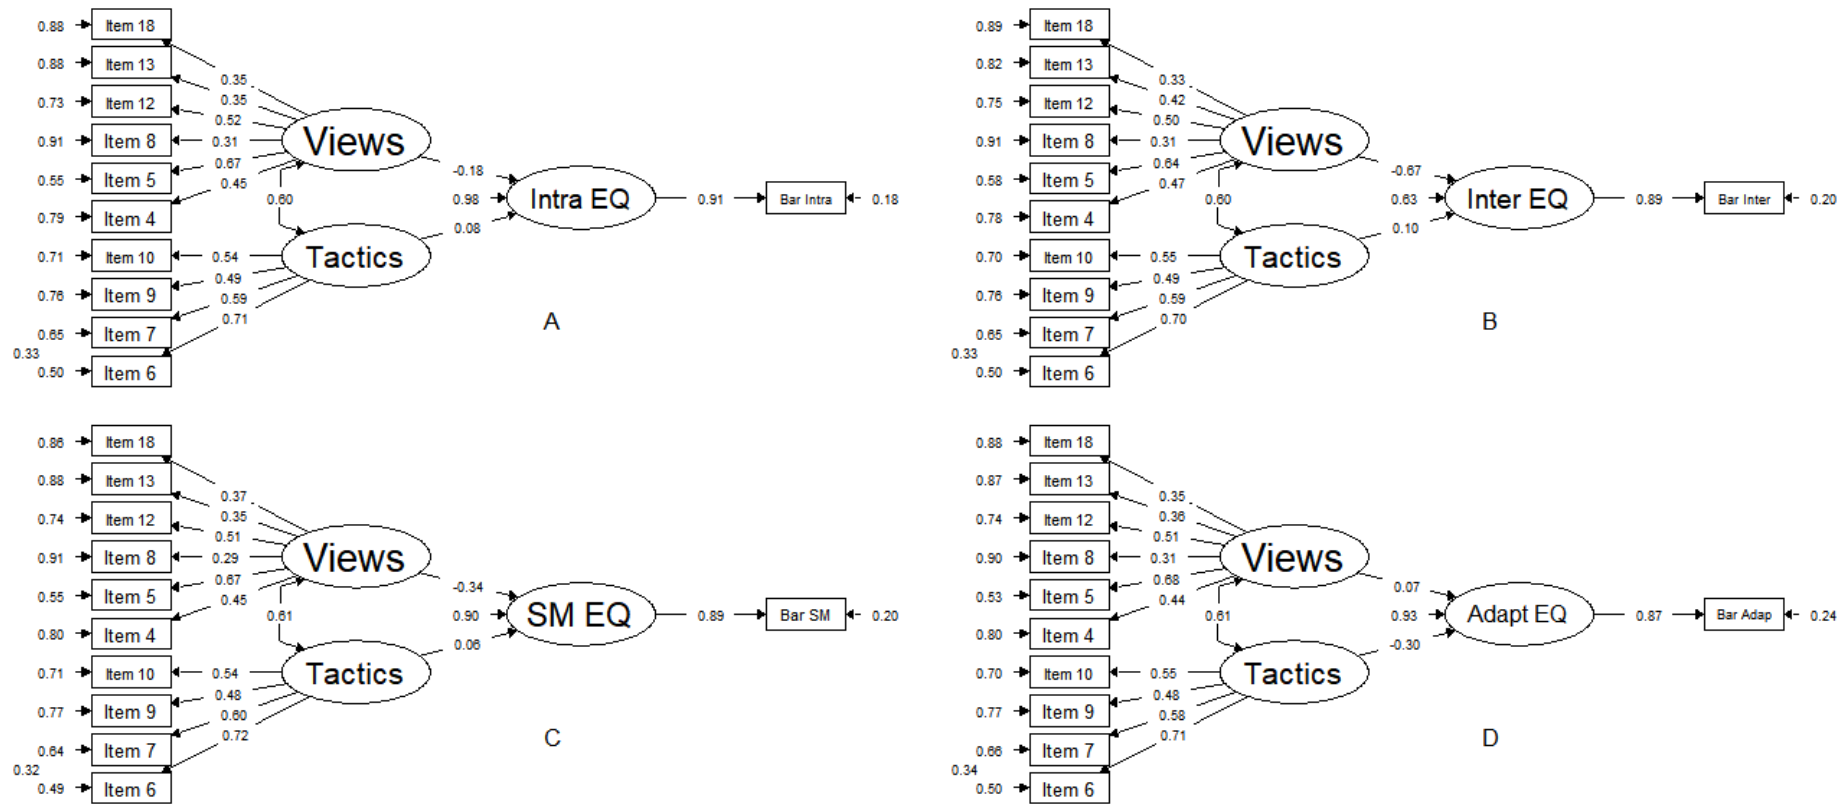 0.88 Item 18
0.88 Item 13
0.35
0.73 Item 12
0.35
0.52
0.91 Item 8
0.31
Views
0.67
0.55 Item 5
0.45
-0.18
0.79 Item 4
0.60
0.98
Intra EQ
0.91
Bar Intra
0.18
0.08
0.71 Item 10
0.54
Tactics
0.49
0.76 Item 9
0.59
0.71
0.65 Item 7
0.33
0.50 Item 6
A
0.89 Item 18
0.82 Item 13
0.33
0.75 Item 12
0.42
0.50
0.91 Item 8
0.31
Views
0.64
0.58 Item 5
0.47
-0.67
0.78 Item 4
0.60
0.63
Inter EQ
0.89
Bar Inter
0.20
0.10
0.70 Item 10
0.55
Tactics
0.49
0.76 Item 9
0.59
0.70
0.65 Item 7
0.33
0.50 Item 6
B
0.86 Item 18
0.88 Item 13
0.37
0.74 Item 12
0.35
0.51
0.91 Item 8
0.29
Views
0.67
0.55 Item 5
0.45
-0.34
0.80 Item 4
0.61
0.90
SM EQ
0.89
Bar SM
0.20
0.06
0.71 Item 10
0.54
Tactics
0.48
0.77 Item 9
0.60
0.72
0.64 Item 7
0.32
0.49 Item 6
C
0.88 Item 18
0.87 Item 13
0.35
0.74 Item 12
0.36
0.51
0.90 Item 8
0.31
Views
0.68
0.53 Item 5
0.44
0.07
0.80 Item 4
0.61
0.93
Adapt EQ
0.87
Bar Adap
0.24
-0.30
0.70 Item 10
0.55
Tactics
0.48
0.77 Item 9
0.58
0.71
0.66 Item 7
0.34
0.50 Item 6
D